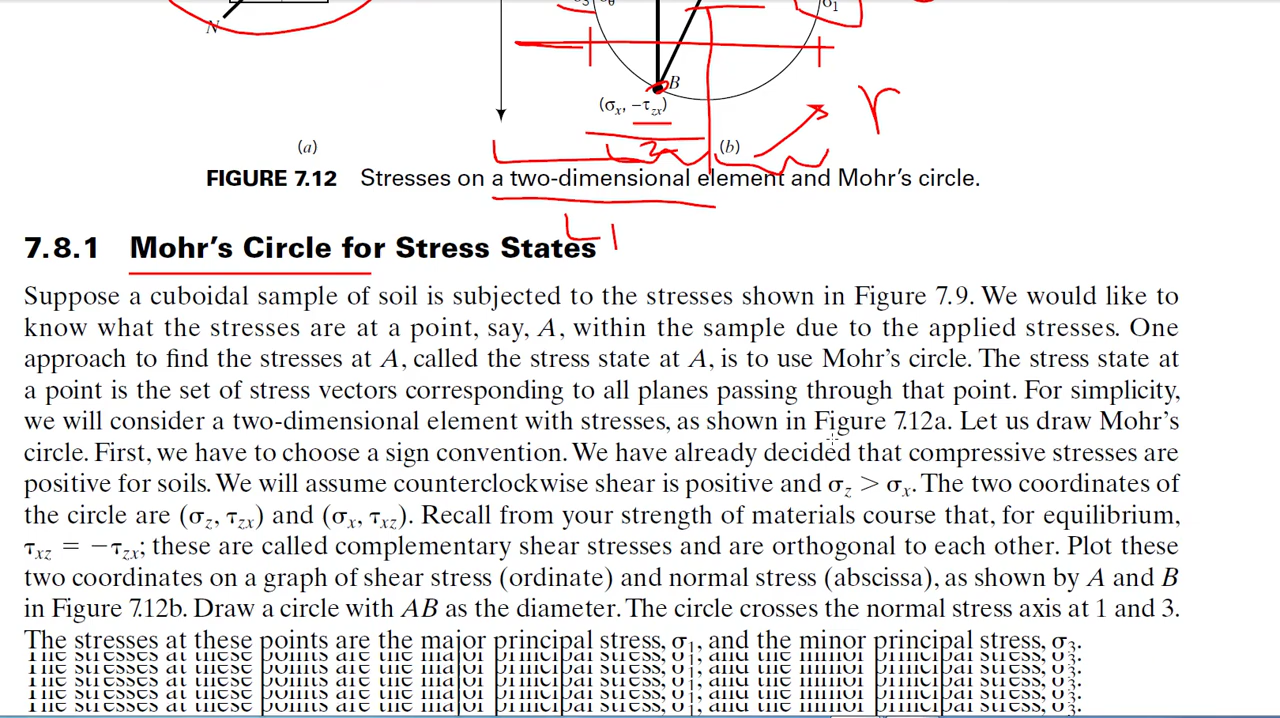 N
σ1
B
(σx, −τzx)
r
(a)
(b)
FIGURE 7.12 Stresses on a two-dimensional element and Mohr's circle.
7.8.1 Mohr's Circle for Stress States
Suppose a cuboidal sample of soil is subjected to the stresses shown in Figure 7.9. We would like to
know what the stresses are at a point, say, A, within the sample due to the applied stresses. One
approach to find the stresses at A, called the stress state at A, is to use Mohr's circle. The stress state at
a point is the set of stress vectors corresponding to all planes passing through that point. For simplicity,
we will consider a two-dimensional element with stresses, as shown in Figure 7.12a. Let us draw Mohr's
circle. First, we have to choose a sign convention. We have already decided that compressive stresses are
positive for soils. We will assume counterclockwise shear is positive and σz > σx. The two coordinates of
the circle are (σz, τzx) and (σx, τxz). Recall from your strength of materials course that, for equilibrium,
τxz = −τzx; these are called complementary shear stresses and are orthogonal to each other. Plot these
two coordinates on a graph of shear stress (ordinate) and normal stress (abscissa), as shown by A and B
in Figure 7.12b. Draw a circle with AB as the diameter. The circle crosses the normal stress axis at 1 and 3.
The stresses at these points are the major principal stress, σ1, and the minor principal stress, σ3.